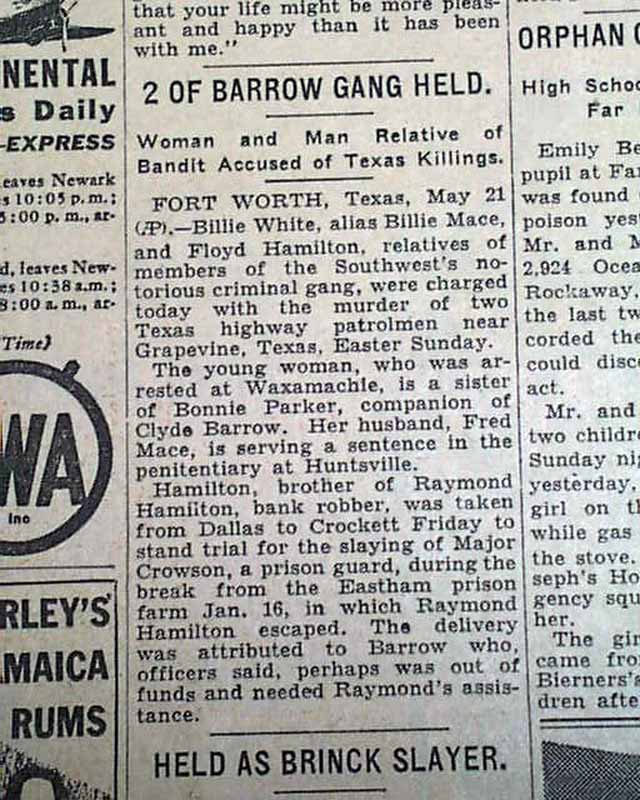 NENTAL
s Daily
-EXPRESS
eaves Newark
s 10:05 p.m.;
5:00 p. m., ar-
d, leaves New-
es 10:38 a.m.;
8:00 a. m., ar-
Time)
WA
Inc
RLEY'S
MAICA
RUMS
that your life might be more pleas-
ant and happy than it has been
with me."
2 OF BARROW GANG HELD.
Woman and Man Relative of
Bandit Accused of Texas Killings.
FORT WORTH, Texas, May 21
(AP).—Billie White, alias Billie Mace,
and Floyd Hamilton, relatives of
members of the Southwest's no-
torious criminal gang, were charged
today with the murder of two
Texas highway patrolmen near
Grapevine, Texas, Easter Sunday.
The young woman, who was ar-
rested at Waxamachie, is a sister
of Bonnie Parker, companion of
Clyde Barrow. Her husband, Fred
Mace, is serving a sentence in the
penitentiary at Huntsville.
Hamilton, brother of Raymond
Hamilton, bank robber, was taken
from Dallas to Crockett Friday to
stand trial for the slaying of Major
Crowson, a prison guard, during the
break from the Eastham prison
farm Jan. 16, in which Raymond
Hamilton escaped. The delivery
was attributed to Barrow who,
officers said, perhaps was out of
funds and needed Raymond's assis-
tance.
HELD AS BRINCK SLAYER.
ORPHAN
High Schoo
Far
Emily Be
pupil at Far
was found
poison yes
Mr. and M
2,924 Ocea
Rockaway,
the last tw
corded the
could disc
act.
Mr. and
two childre
Sunday nig
yesterday,
girl on th
while gas
the stove.
seph's Ho
gency squ
her.
The gir
came fro
Bierners's
dren afte